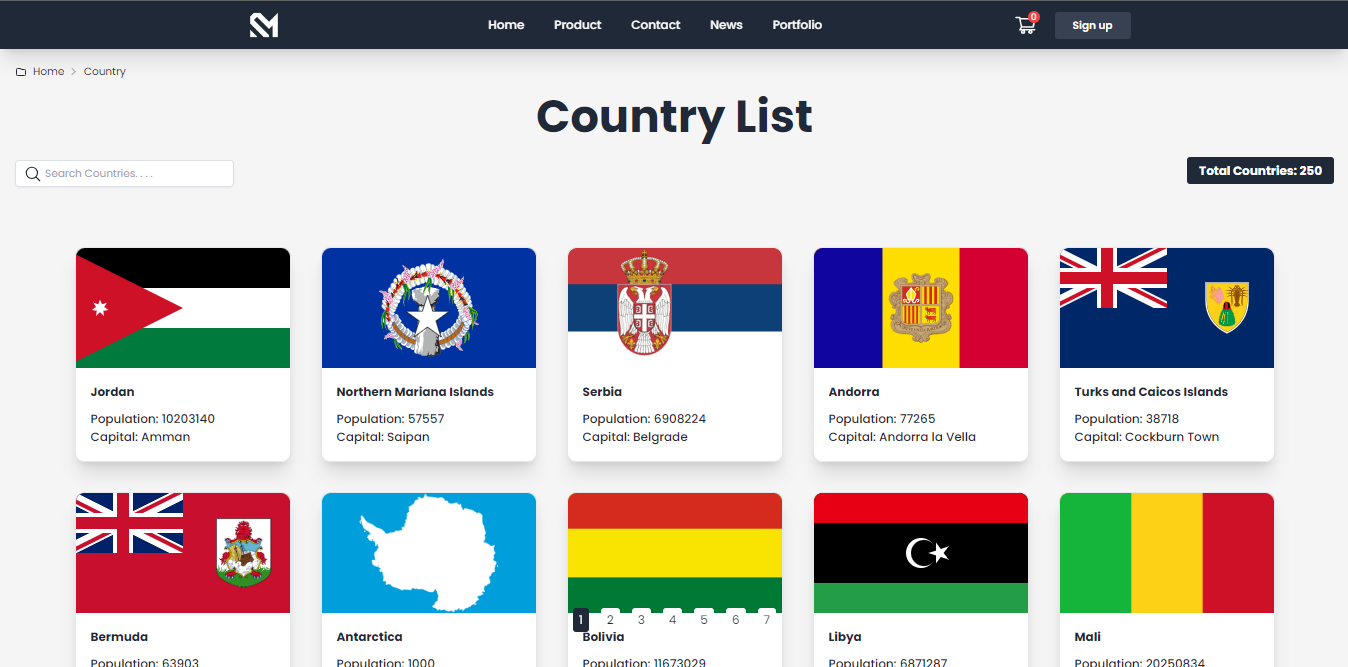 Home Product Contact News Portfolio 0 Sign up
Home > Country
Country List
Search Countries. . . .
Total Countries: 250
Jordan
Population: 10203140
Capital: Amman
Northern Mariana Islands
Population: 57557
Capital: Saipan
Serbia
Population: 6908224
Capital: Belgrade
Andorra
Population: 77265
Capital: Andorra la Vella
Turks and Caicos Islands
Population: 38718
Capital: Cockburn Town
1 2 3 4 5 6 7
Bermuda
Population: 63903
Antarctica
Population: 1000
Bolivia
Population: 11673029
Libya
Population: 6871287
Mali
Population: 20250834